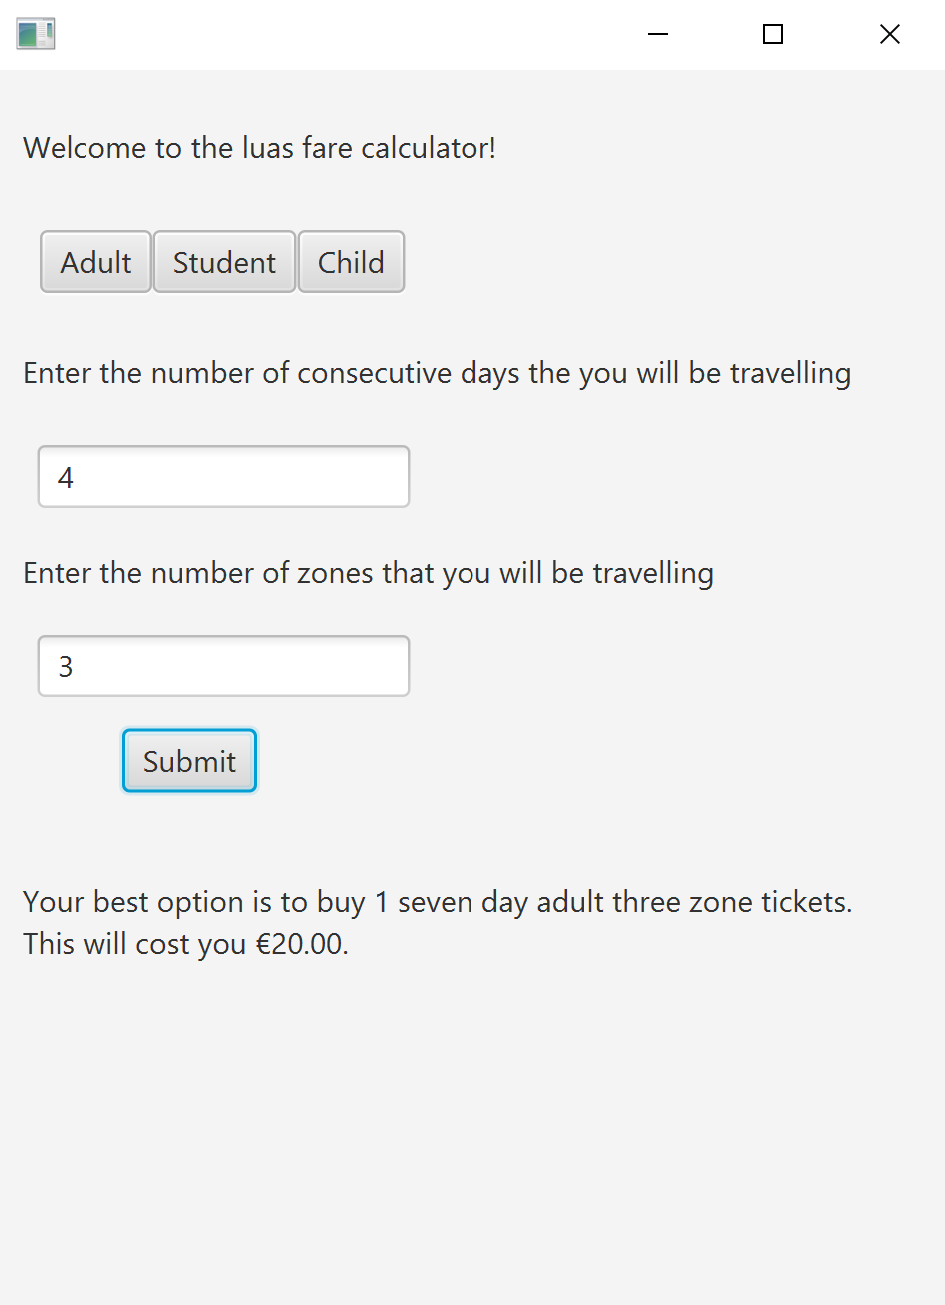 Welcome to the luas fare calculator!
Adult Student Child
Enter the number of consecutive days the you will be travelling
4
Enter the number of zones that you will be travelling
3
Submit
Your best option is to buy 1 seven day adult three zone tickets.
This will cost you €20.00.